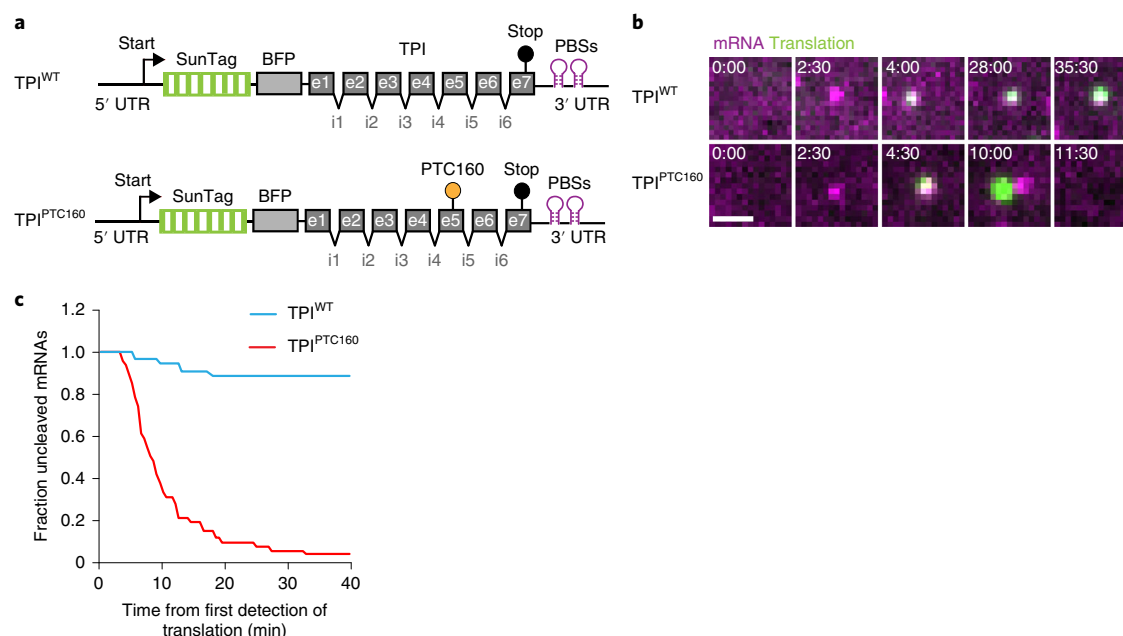 a
Start
SunTag
BFP
TPI
Stop
PBSs
TPI^WT
e1 e2 e3 e4 e5 e6 e7
5′ UTR
3′ UTR
i1 i2 i3 i4 i5 i6
PTC160
Start
SunTag
BFP
Stop
PBSs
TPI^PTC160
e1 e2 e3 e4 e5 e6 e7
5′ UTR
3′ UTR
i1 i2 i3 i4 i5 i6
b
mRNA Translation
TPI^WT
0:00 2:30 4:00 28:00 35:30
TPI^PTC160
0:00 2:30 4:30 10:00 11:30
c
TPI^WT
TPI^PTC160
Fraction uncleaved mRNAs
1.2
1.0
0.8
0.6
0.4
0.2
0
0 10 20 30 40
Time from first detection of
translation (min)